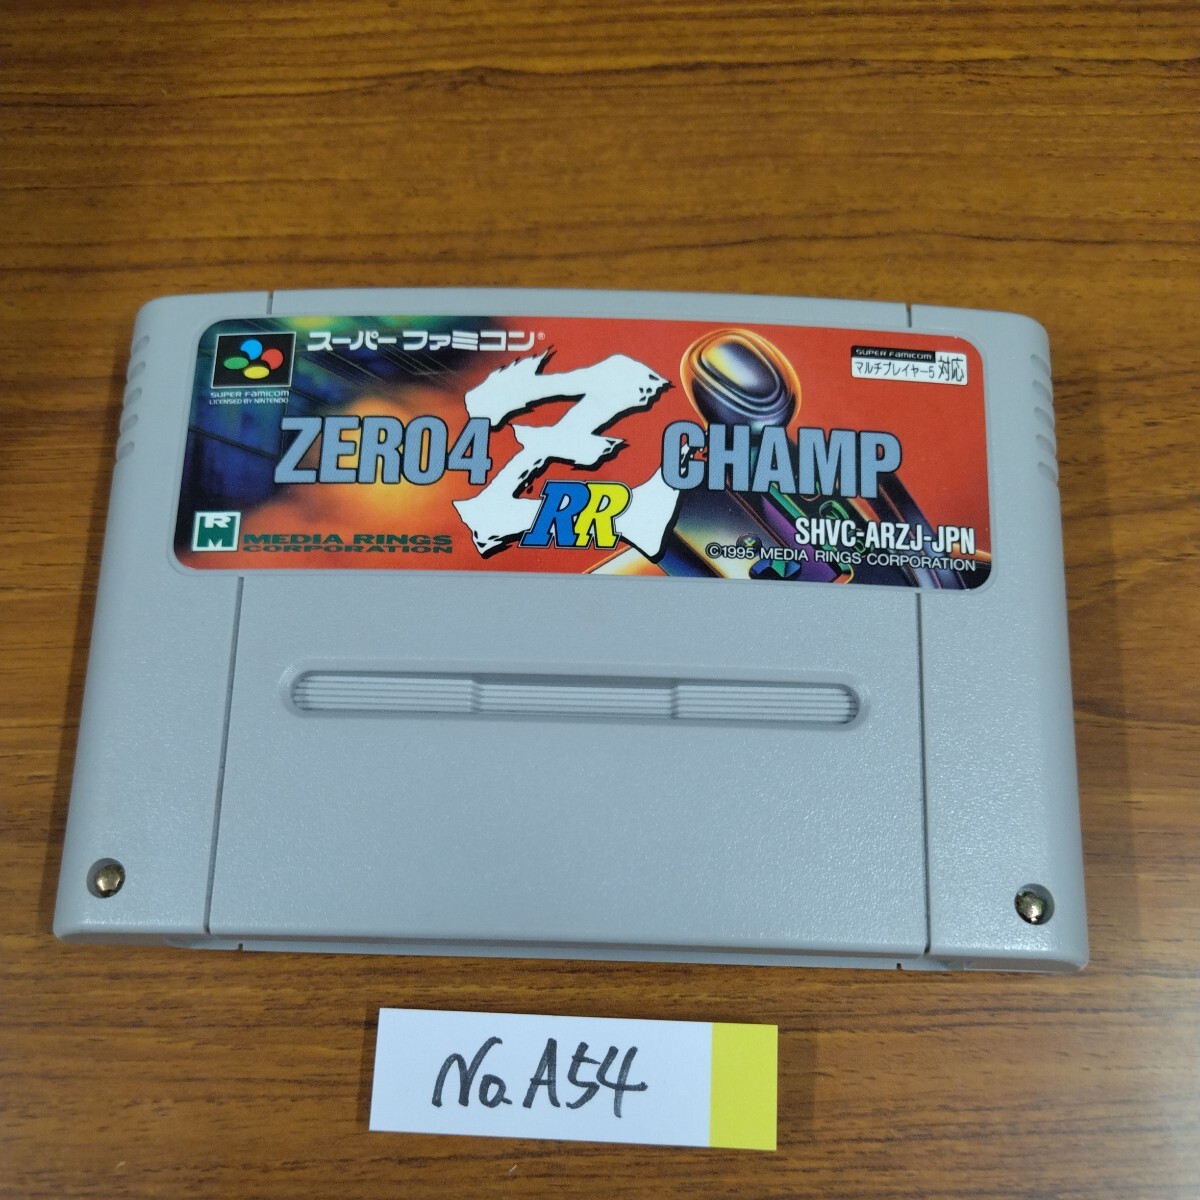 スーパーファミコン®
SUPER FAMICOM
LICENSED BY NINTENDO
SUPER FAMICOM
マルチプレイヤー5 対応
ZERO4 CHAMP
RR
RM
MEDIA RINGS
CORPORATION
SHVC-ARZJ-JPN
©1995 MEDIA RINGS CORPORATION
No. A54